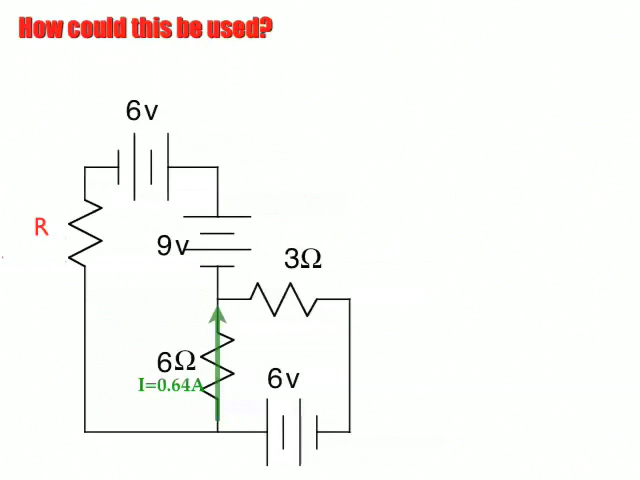 How could this be used?
6v
R
9v
3Ω
6Ω
I=0.64A
6v